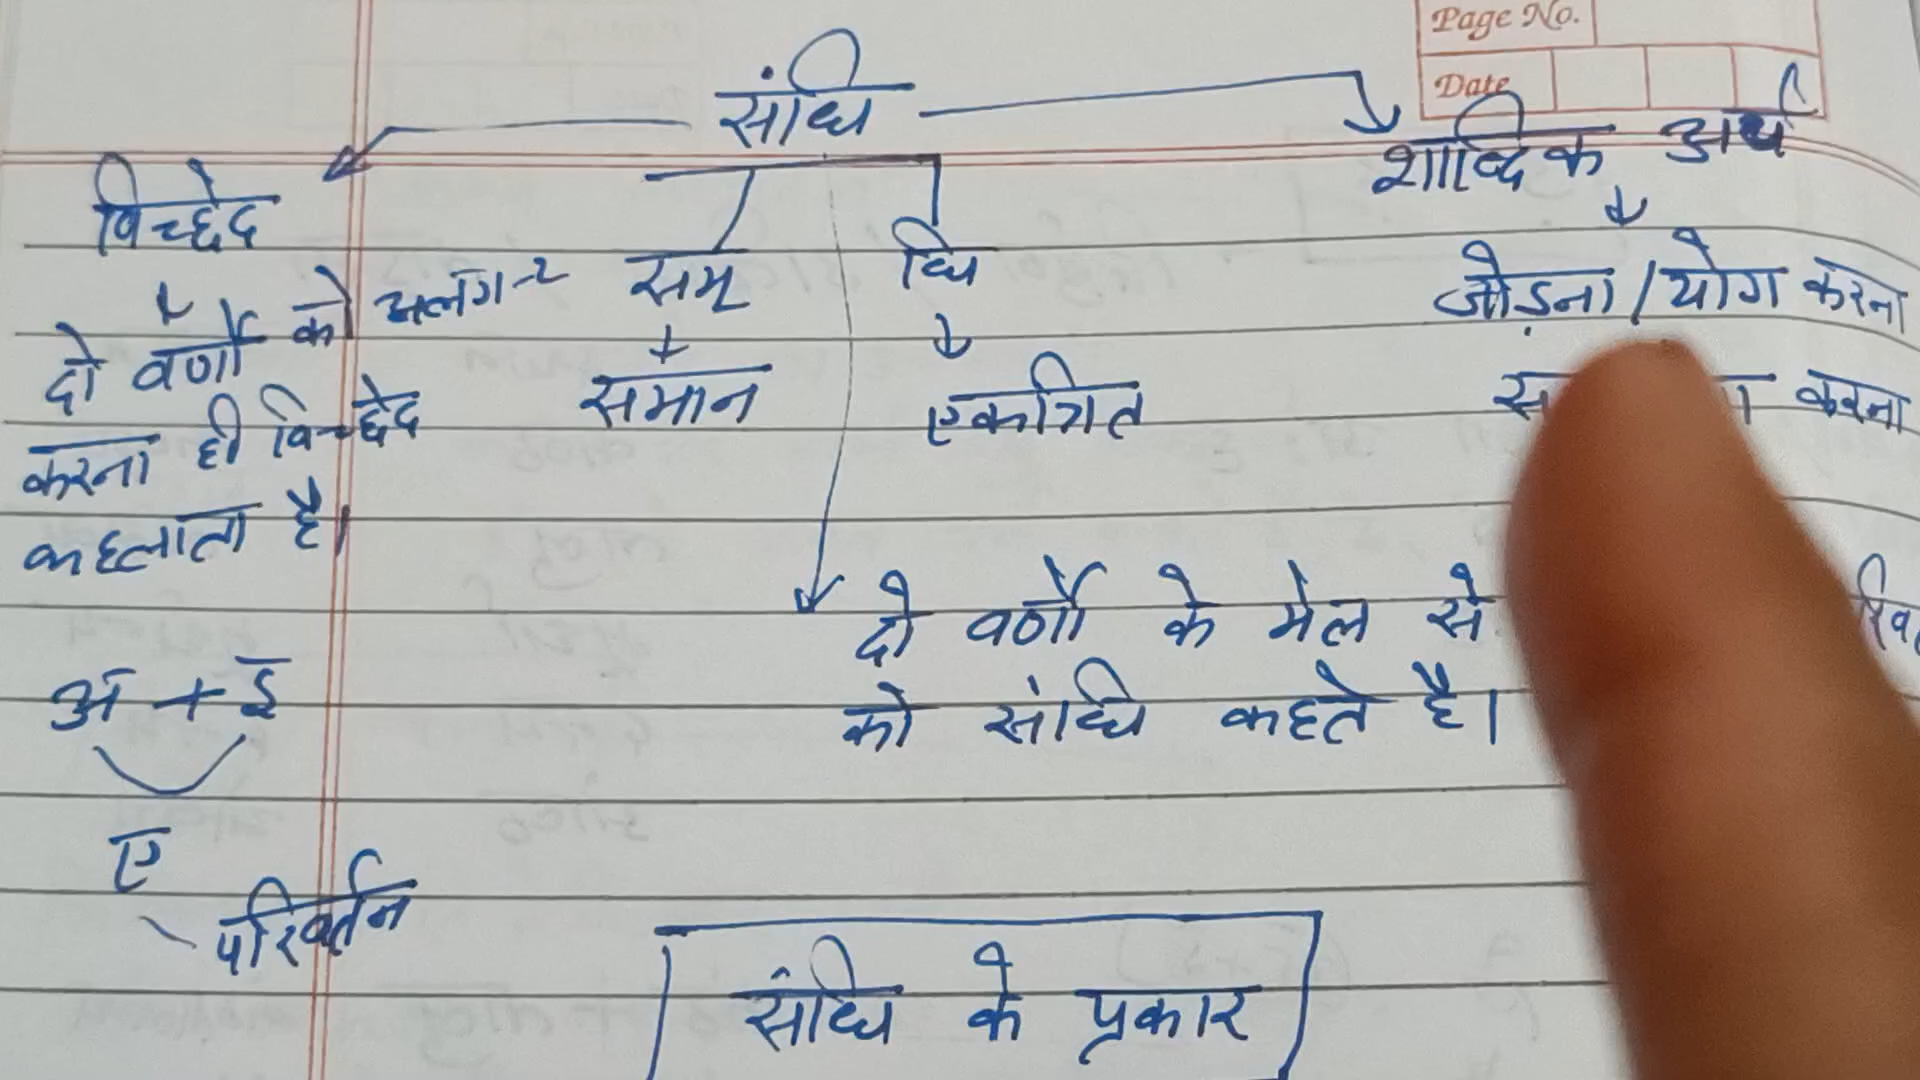 Page No.
Date
संधि
शाब्दिक अर्थ
विच्छेद
सम् धि
जोड़ना / योग करना
दो वर्णों को अलग-२
समान एकत्रित
करना
करना ही विच्छेद
कहलाता है।
दो वर्णों के मेल से
को संधि कहते है।
अ + ई
ए
परिवर्तन
संधि के प्रकार